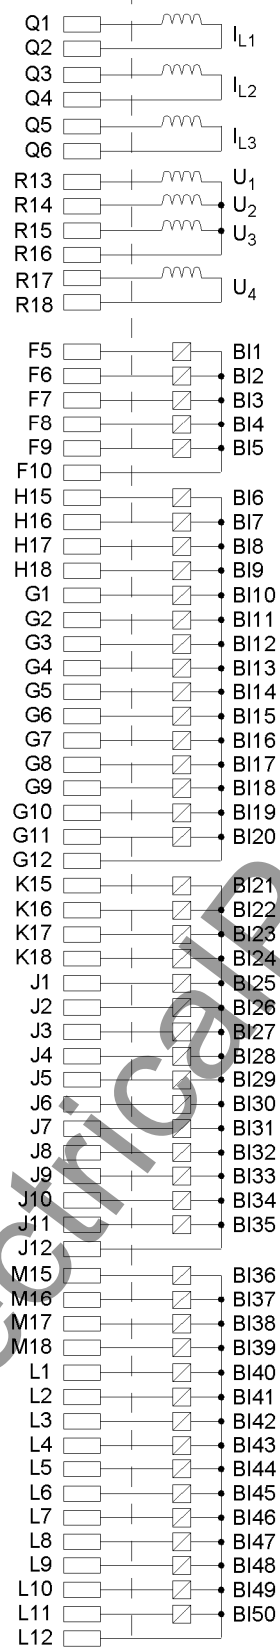 Q1
Q2
IL1
Q3
Q4
IL2
Q5
Q6
IL3
R13 U1
R14 U2
R15 U3
R16
R17
R18
U4
F5 BI1
F6 BI2
F7 BI3
F8 BI4
F9 BI5
F10
H15 BI6
H16 BI7
H17 BI8
H18 BI9
G1 BI10
G2 BI11
G3 BI12
G4 BI13
G5 BI14
G6 BI15
G7 BI16
G8 BI17
G9 BI18
G10 BI19
G11 BI20
G12
K15 BI21
K16 BI22
K17 BI23
K18 BI24
J1 BI25
J2 BI26
J3 BI27
J4 BI28
J5 BI29
J6 BI30
J7 BI31
J8 BI32
J9 BI33
J10 BI34
J11 BI35
J12
M15 BI36
M16 BI37
M17 BI38
M18 BI39
L1 BI40
L2 BI41
L3 BI42
L4 BI43
L5 BI44
L6 BI45
L7 BI46
L8 BI47
L9 BI48
L10 BI49
L11 BI50
L12